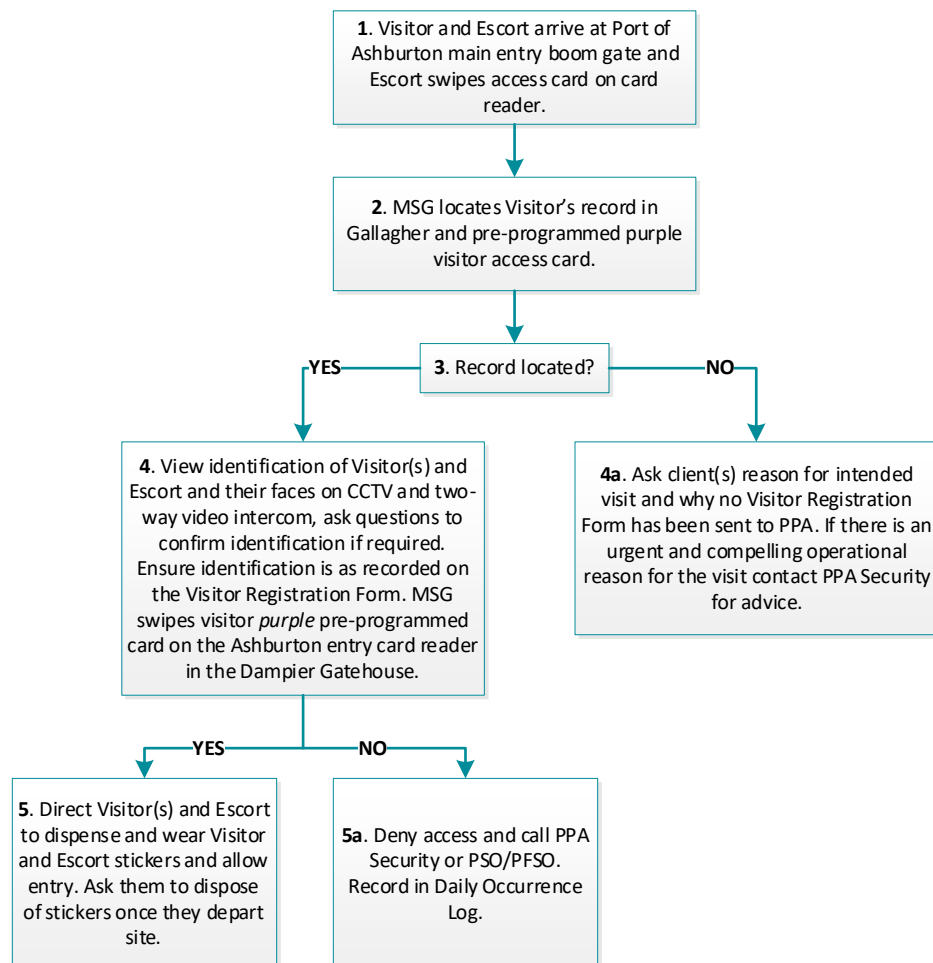 1. Visitor and Escort arrive at Port of
Ashburton main entry boom gate and
Escort swipes access card on card
reader.
2. MSG locates Visitor's record in
Gallagher and pre-programmed purple
visitor access card.
YES
3. Record located?
NO
4. View identification of Visitor(s) and
Escort and their faces on CCTV and two-
way video intercom, ask questions to
confirm identification if required.
Ensure identification is as recorded on
the Visitor Registration Form. MSG
swipes visitor purple pre-programmed
card on the Ashburton entry card reader
in the Dampier Gatehouse.
4a. Ask client(s) reason for intended
visit and why no Visitor Registration
Form has been sent to PPA. If there is an
urgent and compelling operational
reason for the visit contact PPA Security
for advice.
YES
NO
5. Direct Visitor(s) and Escort
to dispense and wear Visitor
and Escort stickers and allow
entry. Ask them to dispose
of stickers once they depart
site.
5a. Deny access and call PPA
Security or PSO/PFSO.
Record in Daily Occurrence
Log.